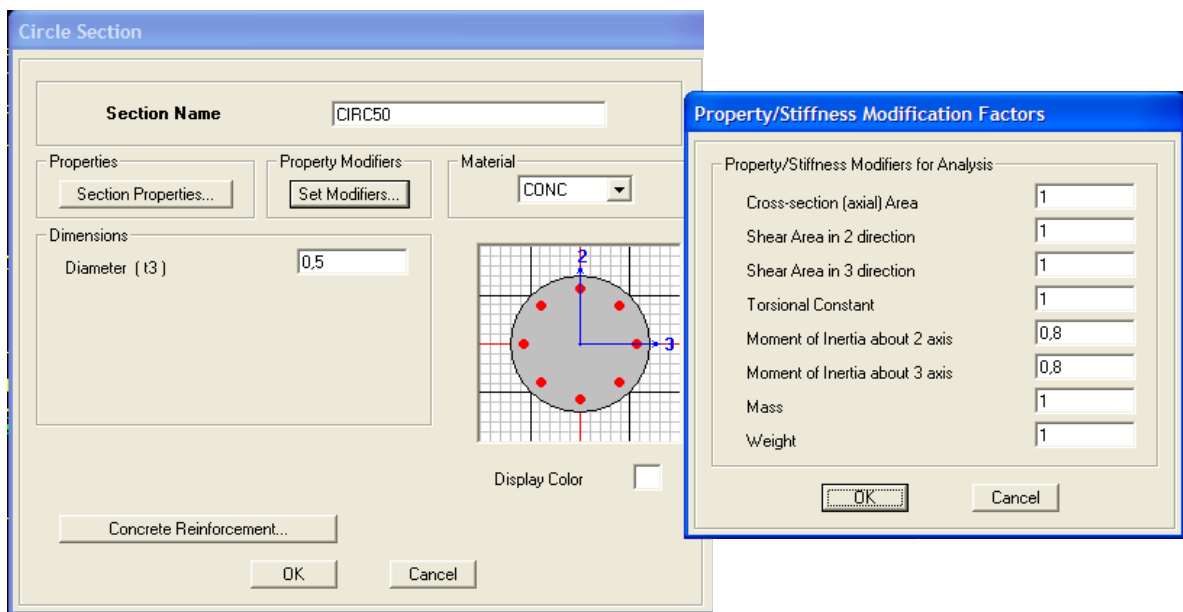 Circle Section
Section Name
CIRC50
Properties
Section Properties...
Property Modifiers
Set Modifiers...
Material
CONC
Dimensions
Diameter ( t3 )
0,5
2
3
Display Color
Concrete Reinforcement...
OK
Cancel
Property/Stiffness Modification Factors
Property/Stiffness Modifiers for Analysis
Cross-section (axial) Area
1
Shear Area in 2 direction
1
Shear Area in 3 direction
1
Torsional Constant
1
Moment of Inertia about 2 axis
0,8
Moment of Inertia about 3 axis
0,8
Mass
1
Weight
1
OK
Cancel